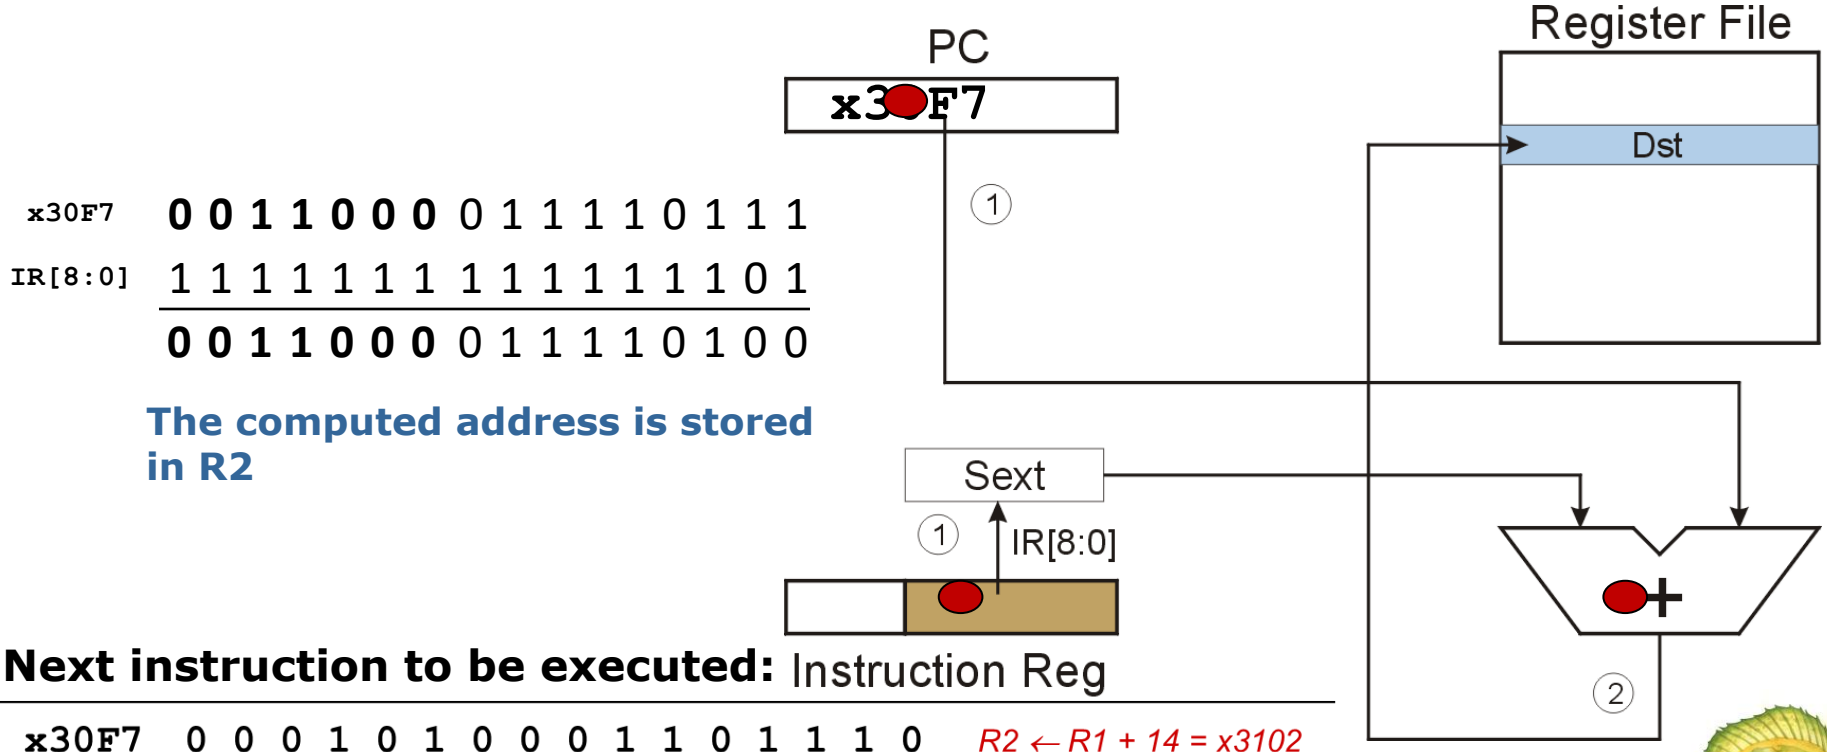 Register File
PC
x3 F7
Dst
1
x30F7 0 0 1 1 0 0 0 0 1 1 1 1 0 1 1 1
IR[8:0] 1 1 1 1 1 1 1 1 1 1 1 1 1 1 0 1
0 0 1 1 0 0 0 0 1 1 1 1 0 1 0 0
The computed address is stored
in R2
Sext
1 IR[8:0]
+
Next instruction to be executed: Instruction Reg
2
x30F7 0 0 0 1 0 1 0 0 0 1 1 0 1 1 1 0 R2 ← R1 + 14 = x3102